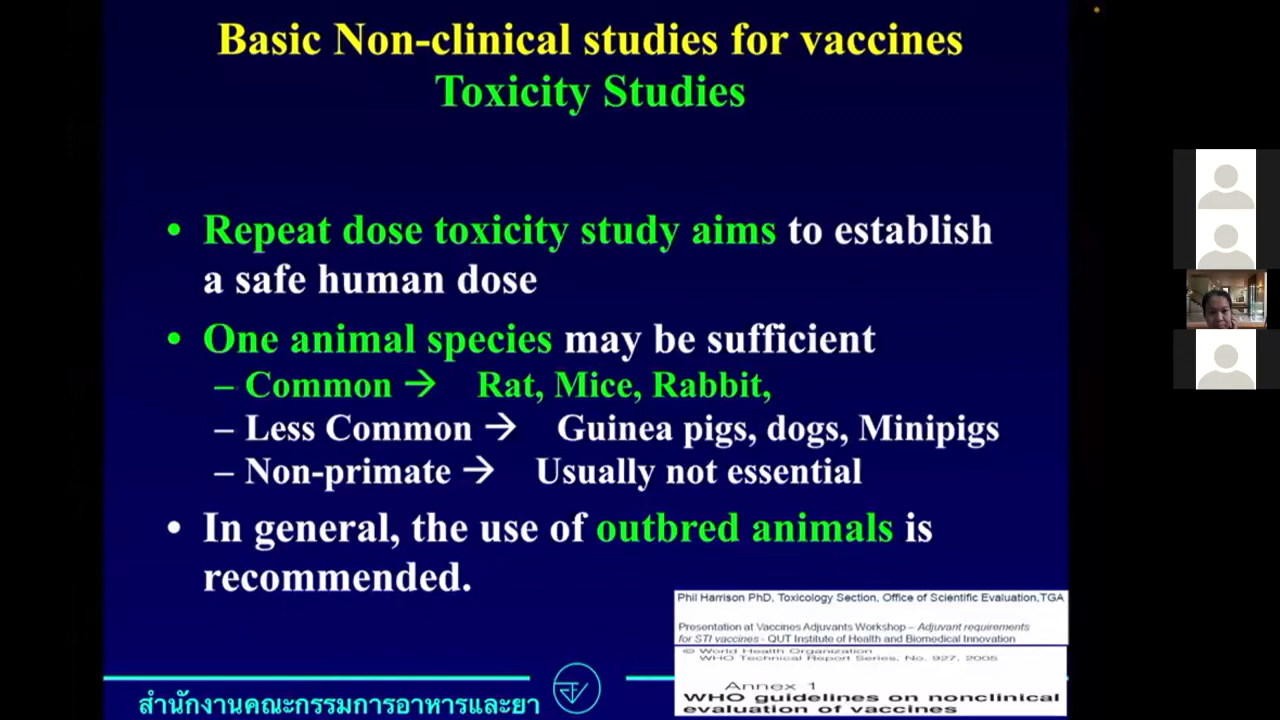 Basic Non-clinical studies for vaccines
Toxicity Studies
• Repeat dose toxicity study aims to establish
a safe human dose
• One animal species may be sufficient
– Common → Rat, Mice, Rabbit,
– Less Common → Guinea pigs, dogs, Minipigs
– Non-primate → Usually not essential
• In general, the use of outbred animals is
recommended.
Phil Harrison PhD, Toxicology Section, Office of Scientific Evaluation,TGA
Presentation at Vaccines Adjuvants Workshop – Adjuvant requirements
for STI vaccines - QUT Institute of Health and Biomedical Innovation
© World Health Organization
WHO Technical Report Series, No. 927, 2005
Annex 1
WHO guidelines on nonclinical
evaluation of vaccines
สำนักงานคณะกรรมการอาหารและยา